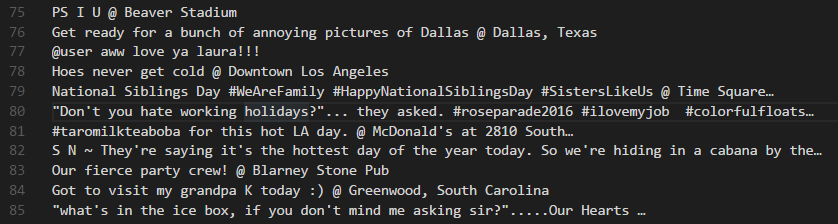 75 PS I U @ Beaver Stadium
76 Get ready for a bunch of annoying pictures of Dallas @ Dallas, Texas
77 @user aww love ya laura!!!
78 Hoes never get cold @ Downtown Los Angeles
79 National Siblings Day #WeAreFamily #HappyNationalSiblingsDay #SistersLikeUs @ Time Square…
80 "Don't you hate working holidays?"... they asked. #roseparade2016 #ilovemyjob  #colorfulfloats…
81 #taromilkteaboba for this hot LA day. @ McDonald's at 2810 South…
82 S N ~ They're saying it's the hottest day of the year today. So we're hiding in a cabana by the…
83 Our fierce party crew! @ Blarney Stone Pub
84 Got to visit my grandpa K today :) @ Greenwood, South Carolina
85 "what's in the ice box, if you don't mind me asking sir?".....Our Hearts …